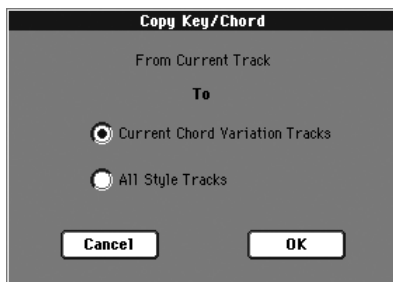 Copy Key/Chord
From Current Track
To
Current Chord Variation Tracks
All Style Tracks
Cancel OK